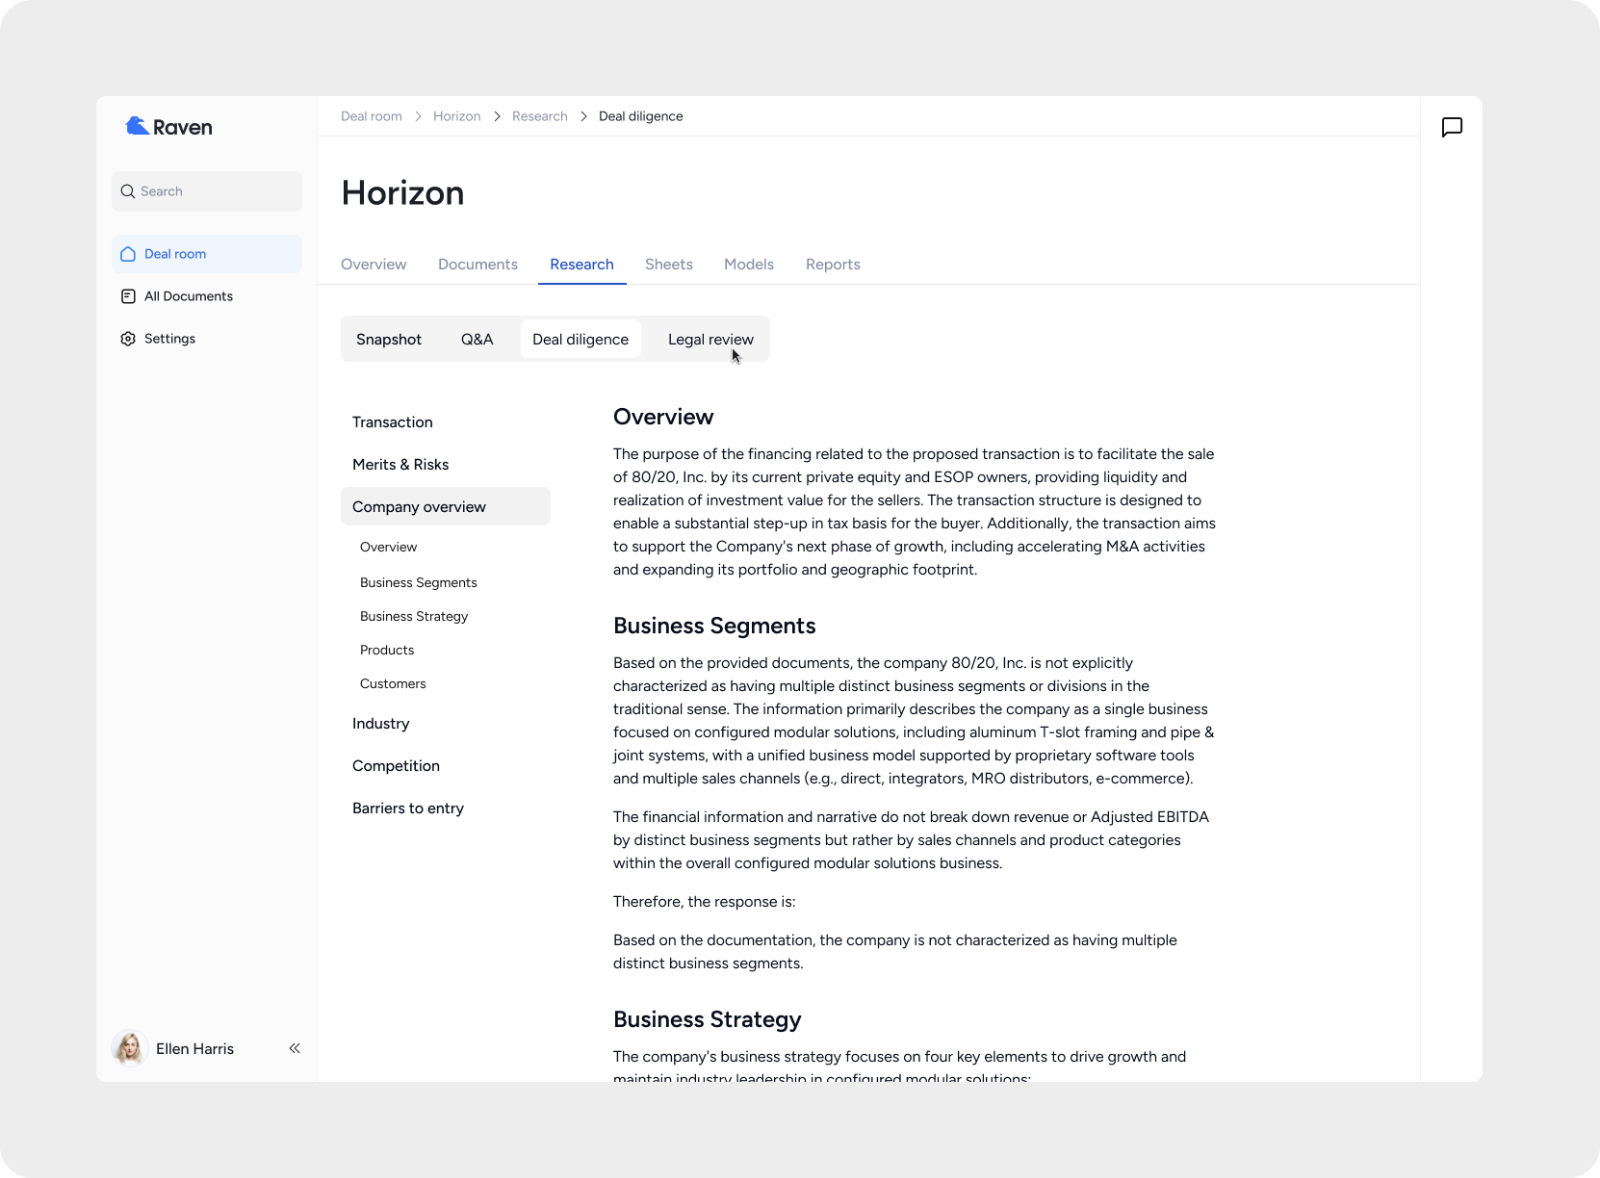 Raven
Search
Deal room
All Documents
Settings
Ellen Harris
Deal room > Horizon > Research > Deal diligence
Horizon
Overview Documents Research Sheets Models Reports
Snapshot Q&A Deal diligence Legal review
Transaction
Merits & Risks
Company overview
Overview
Business Segments
Business Strategy
Products
Customers
Industry
Competition
Barriers to entry
Overview
The purpose of the financing related to the proposed transaction is to facilitate the sale
of 80/20, Inc. by its current private equity and ESOP owners, providing liquidity and
realization of investment value for the sellers. The transaction structure is designed to
enable a substantial step-up in tax basis for the buyer. Additionally, the transaction aims
to support the Company's next phase of growth, including accelerating M&A activities
and expanding its portfolio and geographic footprint.
Business Segments
Based on the provided documents, the company 80/20, Inc. is not explicitly
characterized as having multiple distinct business segments or divisions in the
traditional sense. The information primarily describes the company as a single business
focused on configured modular solutions, including aluminum T-slot framing and pipe &
joint systems, with a unified business model supported by proprietary software tools
and multiple sales channels (e.g., direct, integrators, MRO distributors, e-commerce).
The financial information and narrative do not break down revenue or Adjusted EBITDA
by distinct business segments but rather by sales channels and product categories
within the overall configured modular solutions business.
Therefore, the response is:
Based on the documentation, the company is not characterized as having multiple
distinct business segments.
Business Strategy
The company's business strategy focuses on four key elements to drive growth and
maintain industry leadership in configured modular solutions: